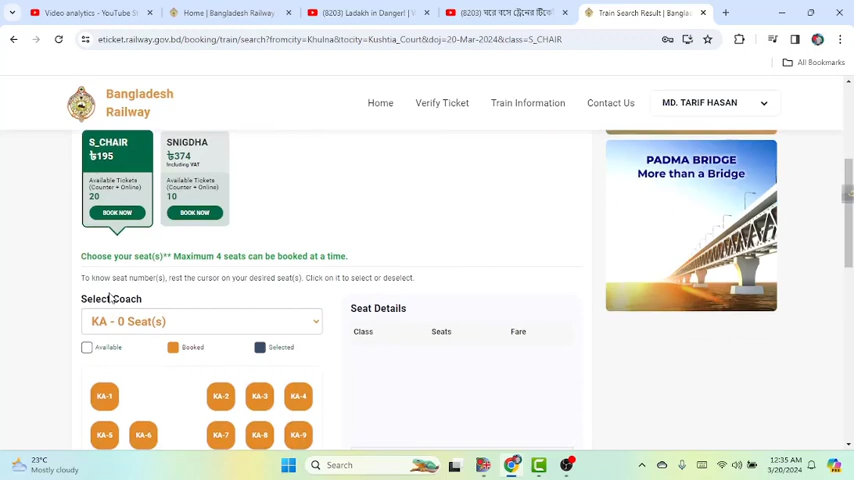 Video analytics - YouTube S
Home | Bangladesh Railway
(8203) Ladakh in Danger! | V
(8203) ঘরে বসে ট্রেনের টিকে
Train Search Result | Banglad
eticket.railway.gov.bd/booking/train/search?fromcity=Khulna&tocity=Kushtia_Court&doj=20-Mar-2024&class=S_CHAIR
All Bookmarks
Bangladesh
Railway
Home Verify Ticket Train Information Contact Us MD. TARIF HASAN
S_CHAIR
৳195
Available Tickets
(Counter + Online)
20
BOOK NOW
SNIGDHA
৳374
Including VAT
Available Tickets
(Counter + Online)
10
BOOK NOW
PADMA BRIDGE
More than a Bridge
Choose your seat(s)** Maximum 4 seats can be booked at a time.
To know seat number(s), rest the cursor on your desired seat(s). Click on it to select or deselect.
Select Coach
KA - 0 Seat(s)
Available Booked Selected
KA-1 KA-2 KA-3 KA-4
KA-5 KA-6 KA-7 KA-8 KA-9
Seat Details
Class Seats Fare
23°C
Mostly cloudy
Search
12:35 AM
3/20/2024